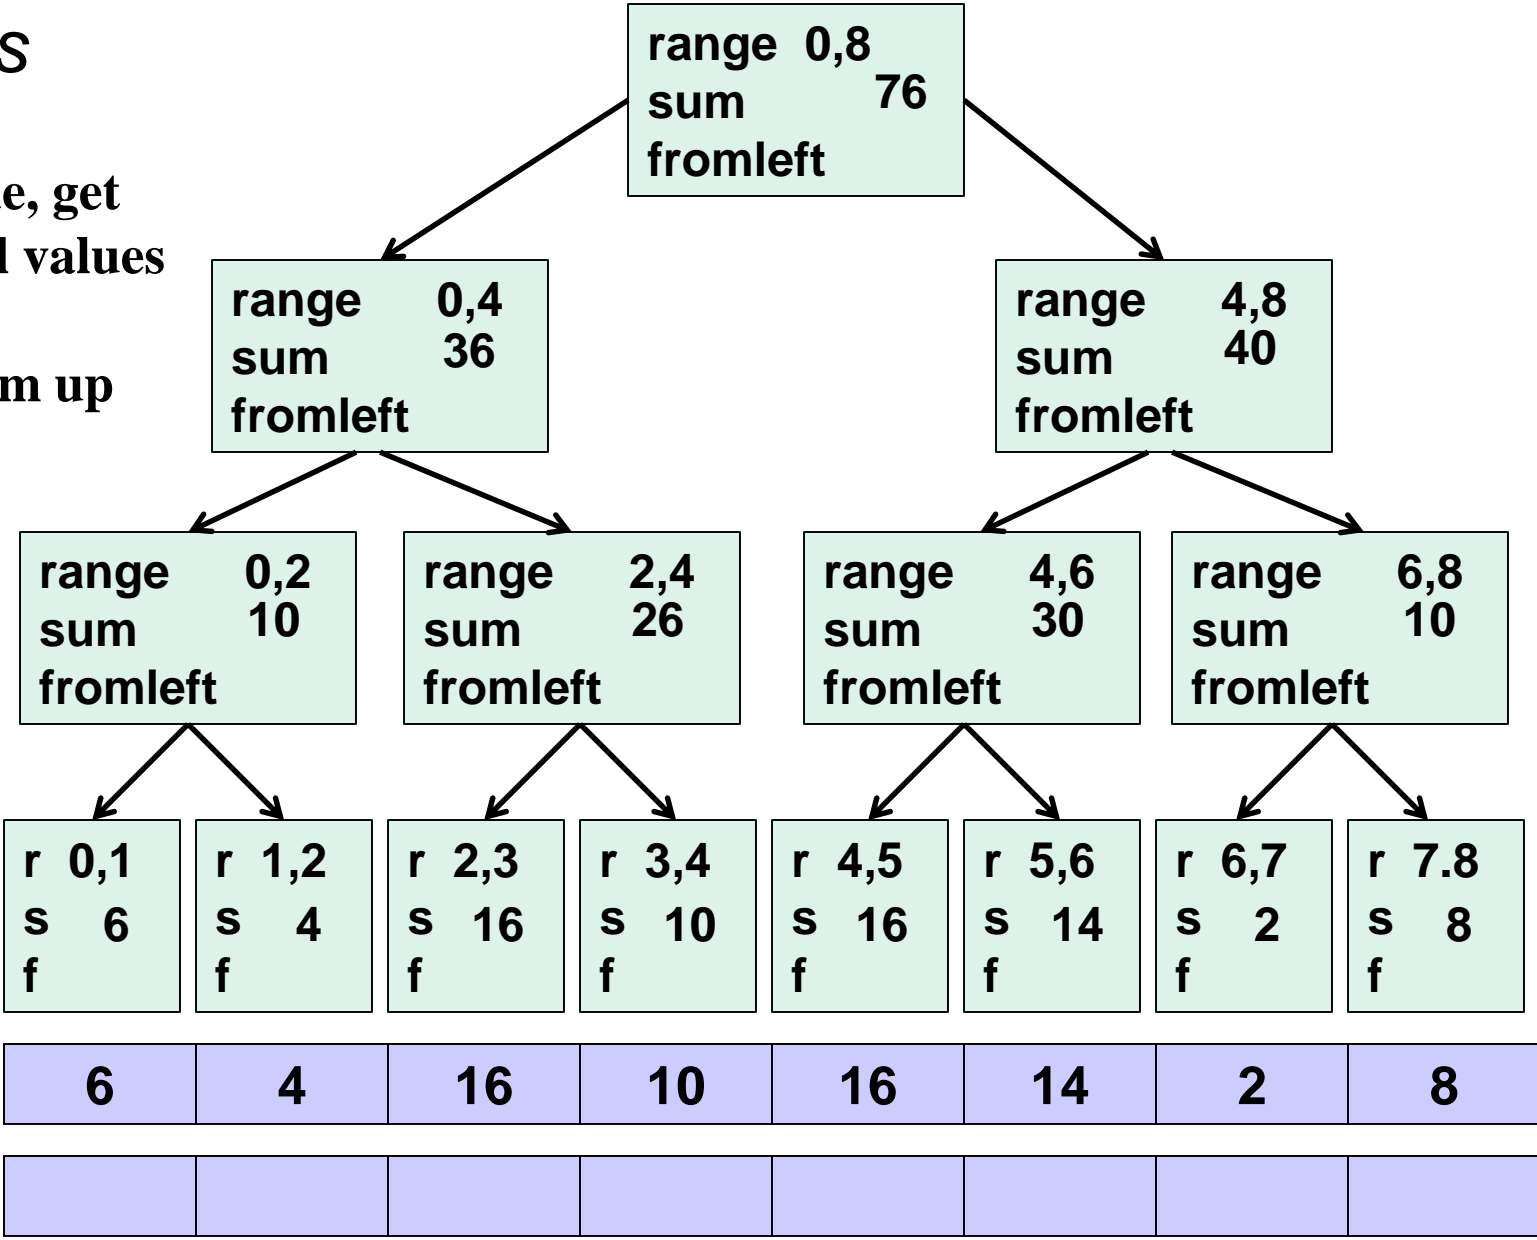 s
e, get
l values
m up
range 0,8
sum 76
fromleft
range 0,4
sum 36
fromleft
range 4,8
sum 40
fromleft
range 0,2
sum 10
fromleft
range 2,4
sum 26
fromleft
range 4,6
sum 30
fromleft
range 6,8
sum 10
fromleft
r 0,1
s 6
f
r 1,2
s 4
f
r 2,3
s 16
f
r 3,4
s 10
f
r 4,5
s 16
f
r 5,6
s 14
f
r 6,7
s 2
f
r 7.8
s 8
f
6 4 16 10 16 14 2 8